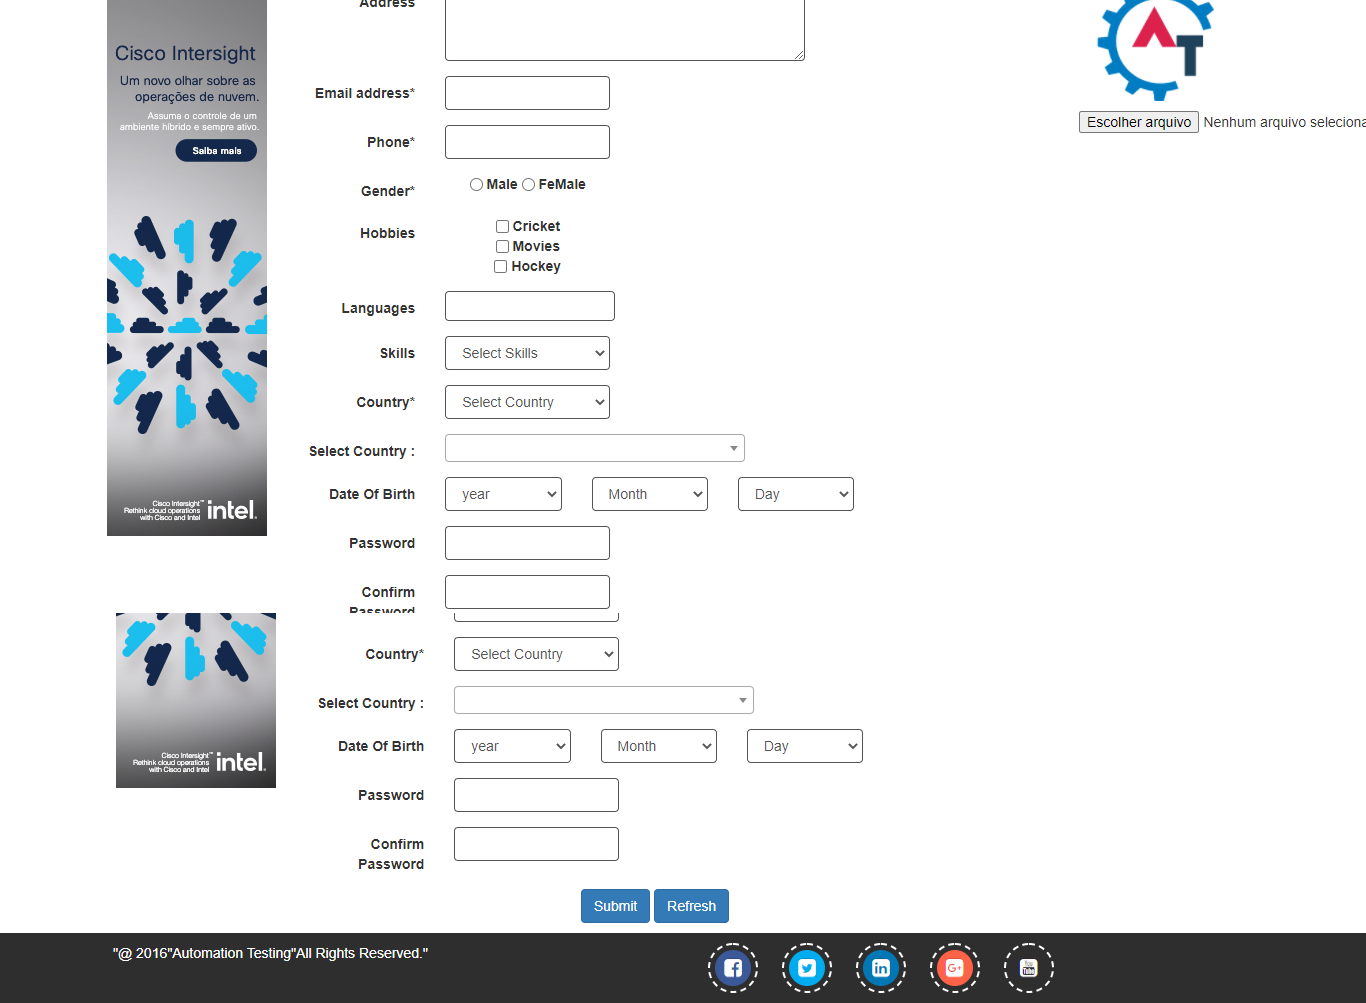 Address
Cisco Intersight
Um novo olhar sobre as
operações de nuvem.
Assuma o controle de um
ambiente híbrido e sempre ativo.
Saiba mais
Cisco Intersight™
Rethink cloud operations
with Cisco and Intel
intel.
AT
Escolher arquivo Nenhum arquivo seleciona
Email address*
Phone*
Gender* Male FeMale
Hobbies Cricket
Movies
Hockey
Languages
Skills Select Skills
Country* Select Country
Select Country :
Date Of Birth year Month Day
Password
Confirm
Password
Country* Select Country
Select Country :
Date Of Birth year Month Day
Cisco Intersight™
Rethink cloud operations
with Cisco and Intel
intel.
Password
Confirm
Password
Submit Refresh
"@ 2016"Automation Testing"All Rights Reserved."
f in G+ You Tube